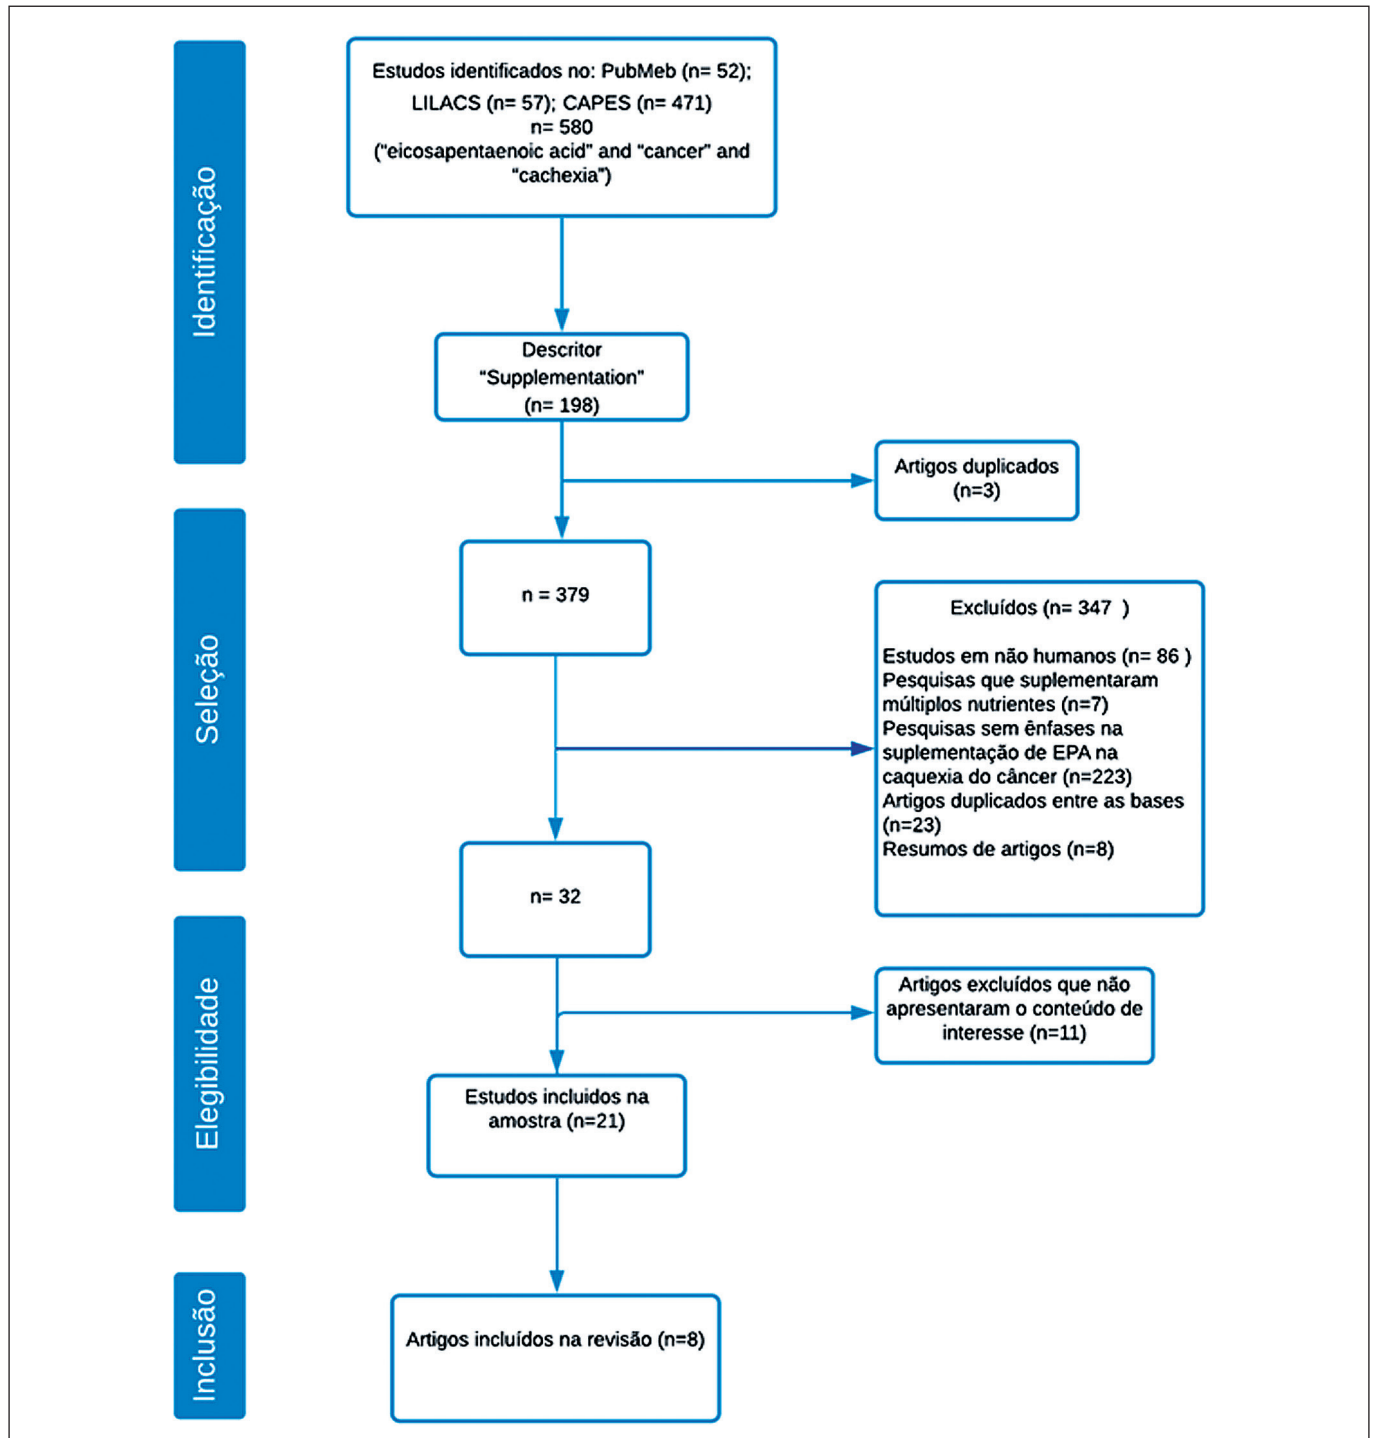 Identificação
Estudos identificados no: PubMeb (n= 52);
LILACS (n= 57); CAPES (n= 471)
n= 580
(“eicosapentaenoic acid” and “cancer” and
“cachexia”)
Descritor
“Supplementation”
(n= 198)
Artigos duplicados
(n=3)
Seleção
n = 379
Excluídos (n= 347 )
Estudos em não humanos (n= 86 )
Pesquisas que suplementaram
múltiplos nutrientes (n=7)
Pesquisas sem ênfases na
suplementação de EPA na
caquexia do câncer (n=223)
Artigos duplicados entre as bases
(n=23)
Resumos de artigos (n=8)
n= 32
Elegibilidade
Artigos excluídos que não
apresentaram o conteúdo de
interesse (n=11)
Estudos incluidos na
amostra (n=21)
Inclusão
Artigos incluídos na revisão (n=8)